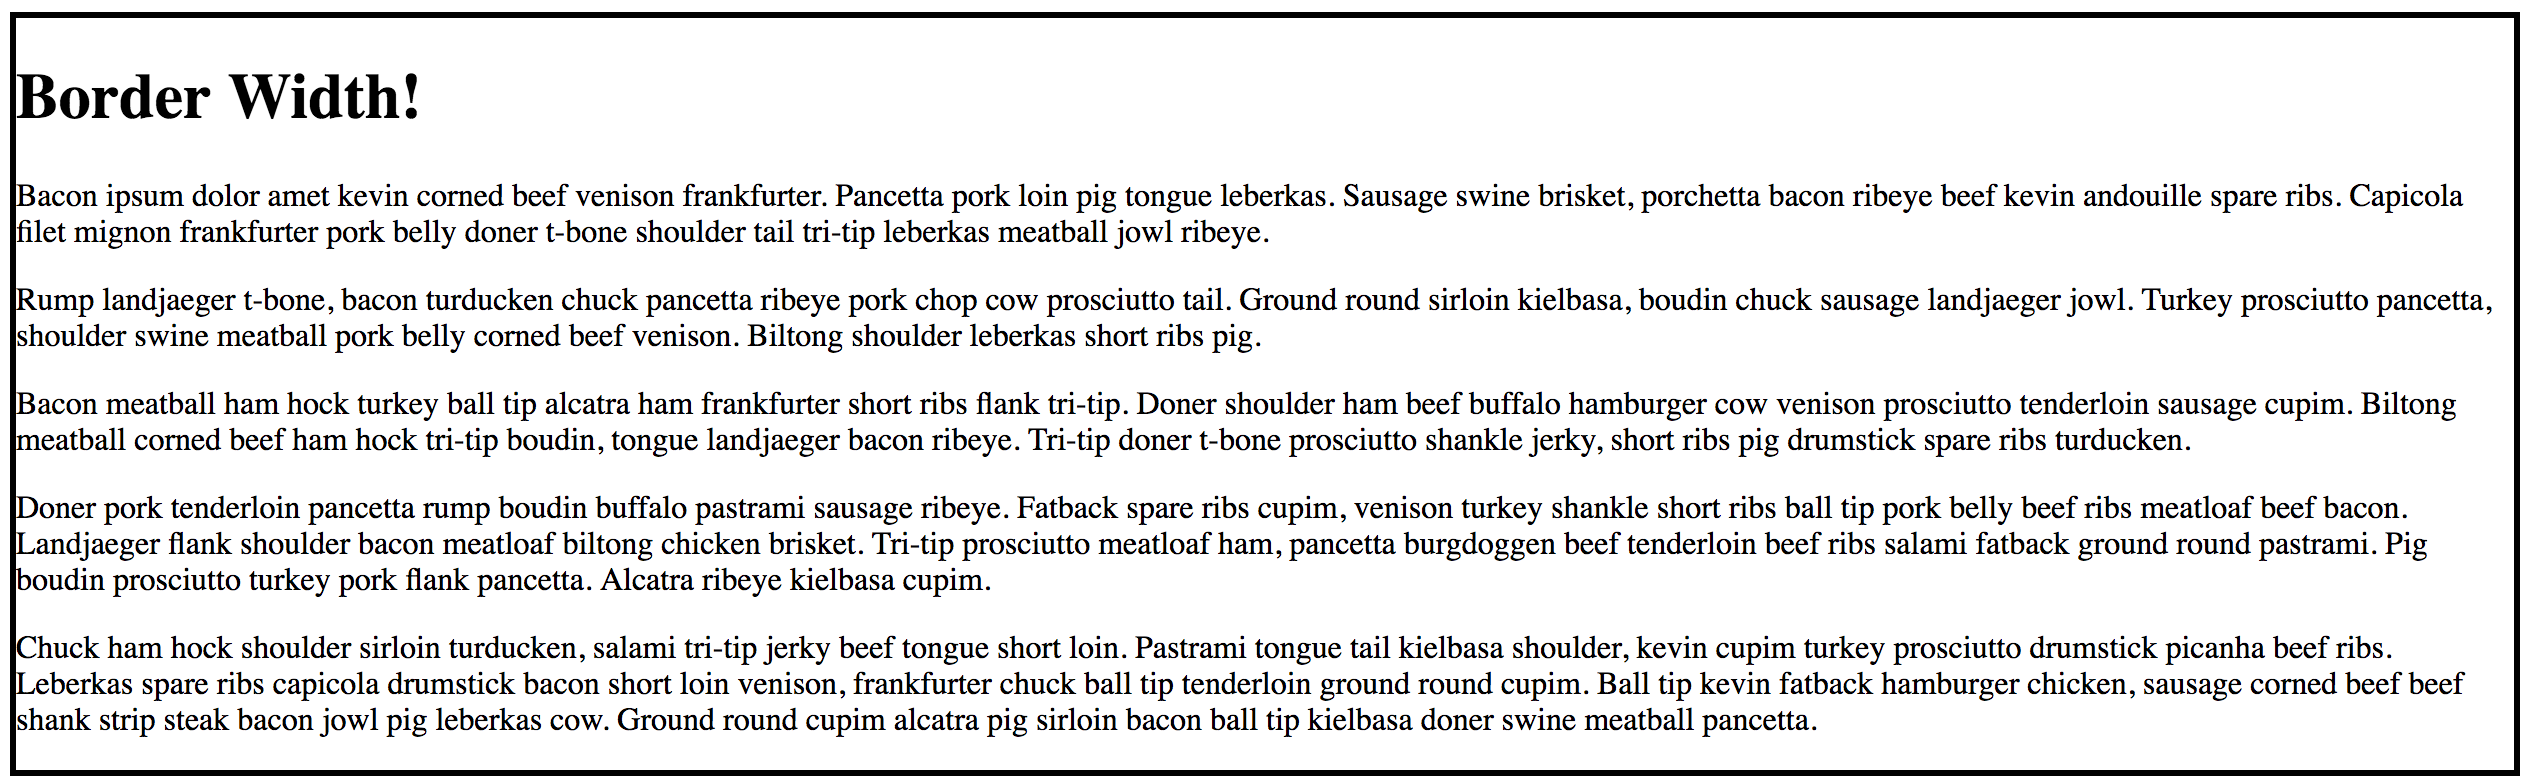 Border Width!
Bacon ipsum dolor amet kevin corned beef venison frankfurter. Pancetta pork loin pig tongue leberkas. Sausage swine brisket, porchetta bacon ribeye beef kevin andouille spare ribs. Capicola
filet mignon frankfurter pork belly doner t-bone shoulder tail tri-tip leberkas meatball jowl ribeye.
Rump landjaeger t-bone, bacon turducken chuck pancetta ribeye pork chop cow prosciutto tail. Ground round sirloin kielbasa, boudin chuck sausage landjaeger jowl. Turkey prosciutto pancetta,
shoulder swine meatball pork belly corned beef venison. Biltong shoulder leberkas short ribs pig.
Bacon meatball ham hock turkey ball tip alcatra ham frankfurter short ribs flank tri-tip. Doner shoulder ham beef buffalo hamburger cow venison prosciutto tenderloin sausage cupim. Biltong
meatball corned beef ham hock tri-tip boudin, tongue landjaeger bacon ribeye. Tri-tip doner t-bone prosciutto shankle jerky, short ribs pig drumstick spare ribs turducken.
Doner pork tenderloin pancetta rump boudin buffalo pastrami sausage ribeye. Fatback spare ribs cupim, venison turkey shankle short ribs ball tip pork belly beef ribs meatloaf beef bacon.
Landjaeger flank shoulder bacon meatloaf biltong chicken brisket. Tri-tip prosciutto meatloaf ham, pancetta burgdoggen beef tenderloin beef ribs salami fatback ground round pastrami. Pig
boudin prosciutto turkey pork flank pancetta. Alcatra ribeye kielbasa cupim.
Chuck ham hock shoulder sirloin turducken, salami tri-tip jerky beef tongue short loin. Pastrami tongue tail kielbasa shoulder, kevin cupim turkey prosciutto drumstick picanha beef ribs.
Leberkas spare ribs capicola drumstick bacon short loin venison, frankfurter chuck ball tip tenderloin ground round cupim. Ball tip kevin fatback hamburger chicken, sausage corned beef beef
shank strip steak bacon jowl pig leberkas cow. Ground round cupim alcatra pig sirloin bacon ball tip kielbasa doner swine meatball pancetta.